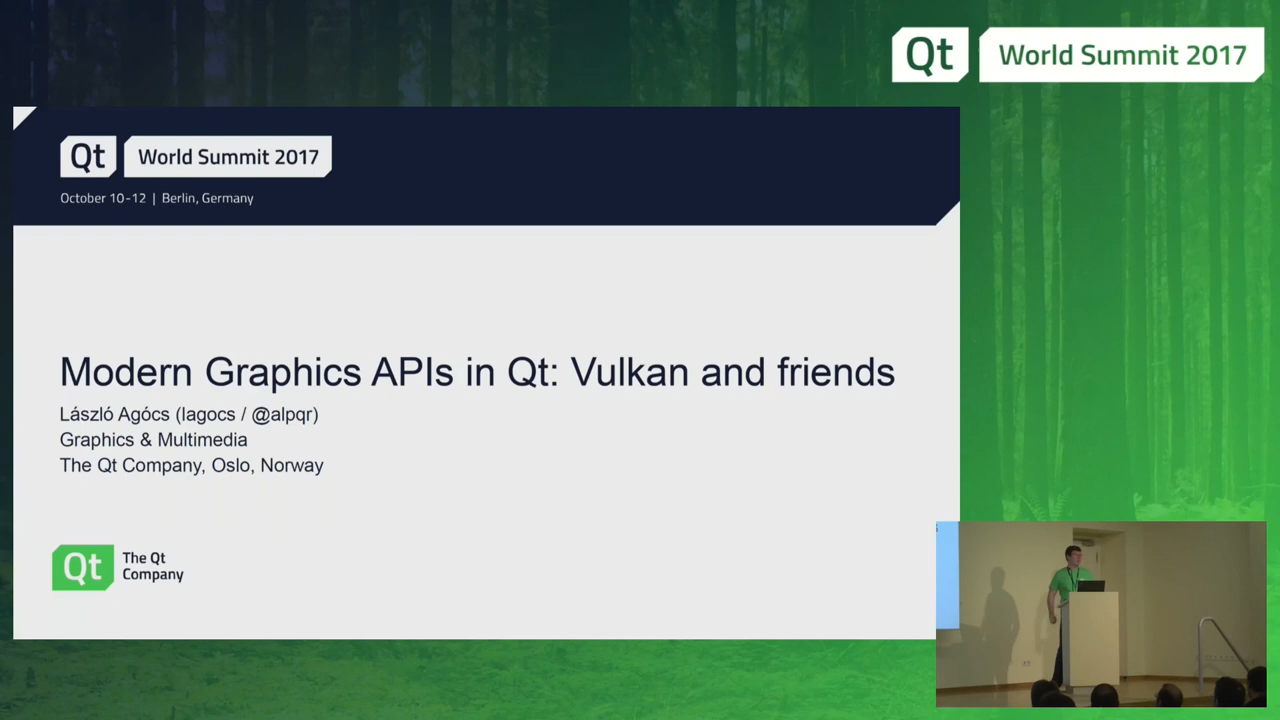 Qt World Summit 2017
Qt World Summit 2017
October 10-12 | Berlin, Germany
Modern Graphics APIs in Qt: Vulkan and friends
László Agócs (lagocs / @alpqr)
Graphics & Multimedia
The Qt Company, Oslo, Norway
Qt The Qt
Company